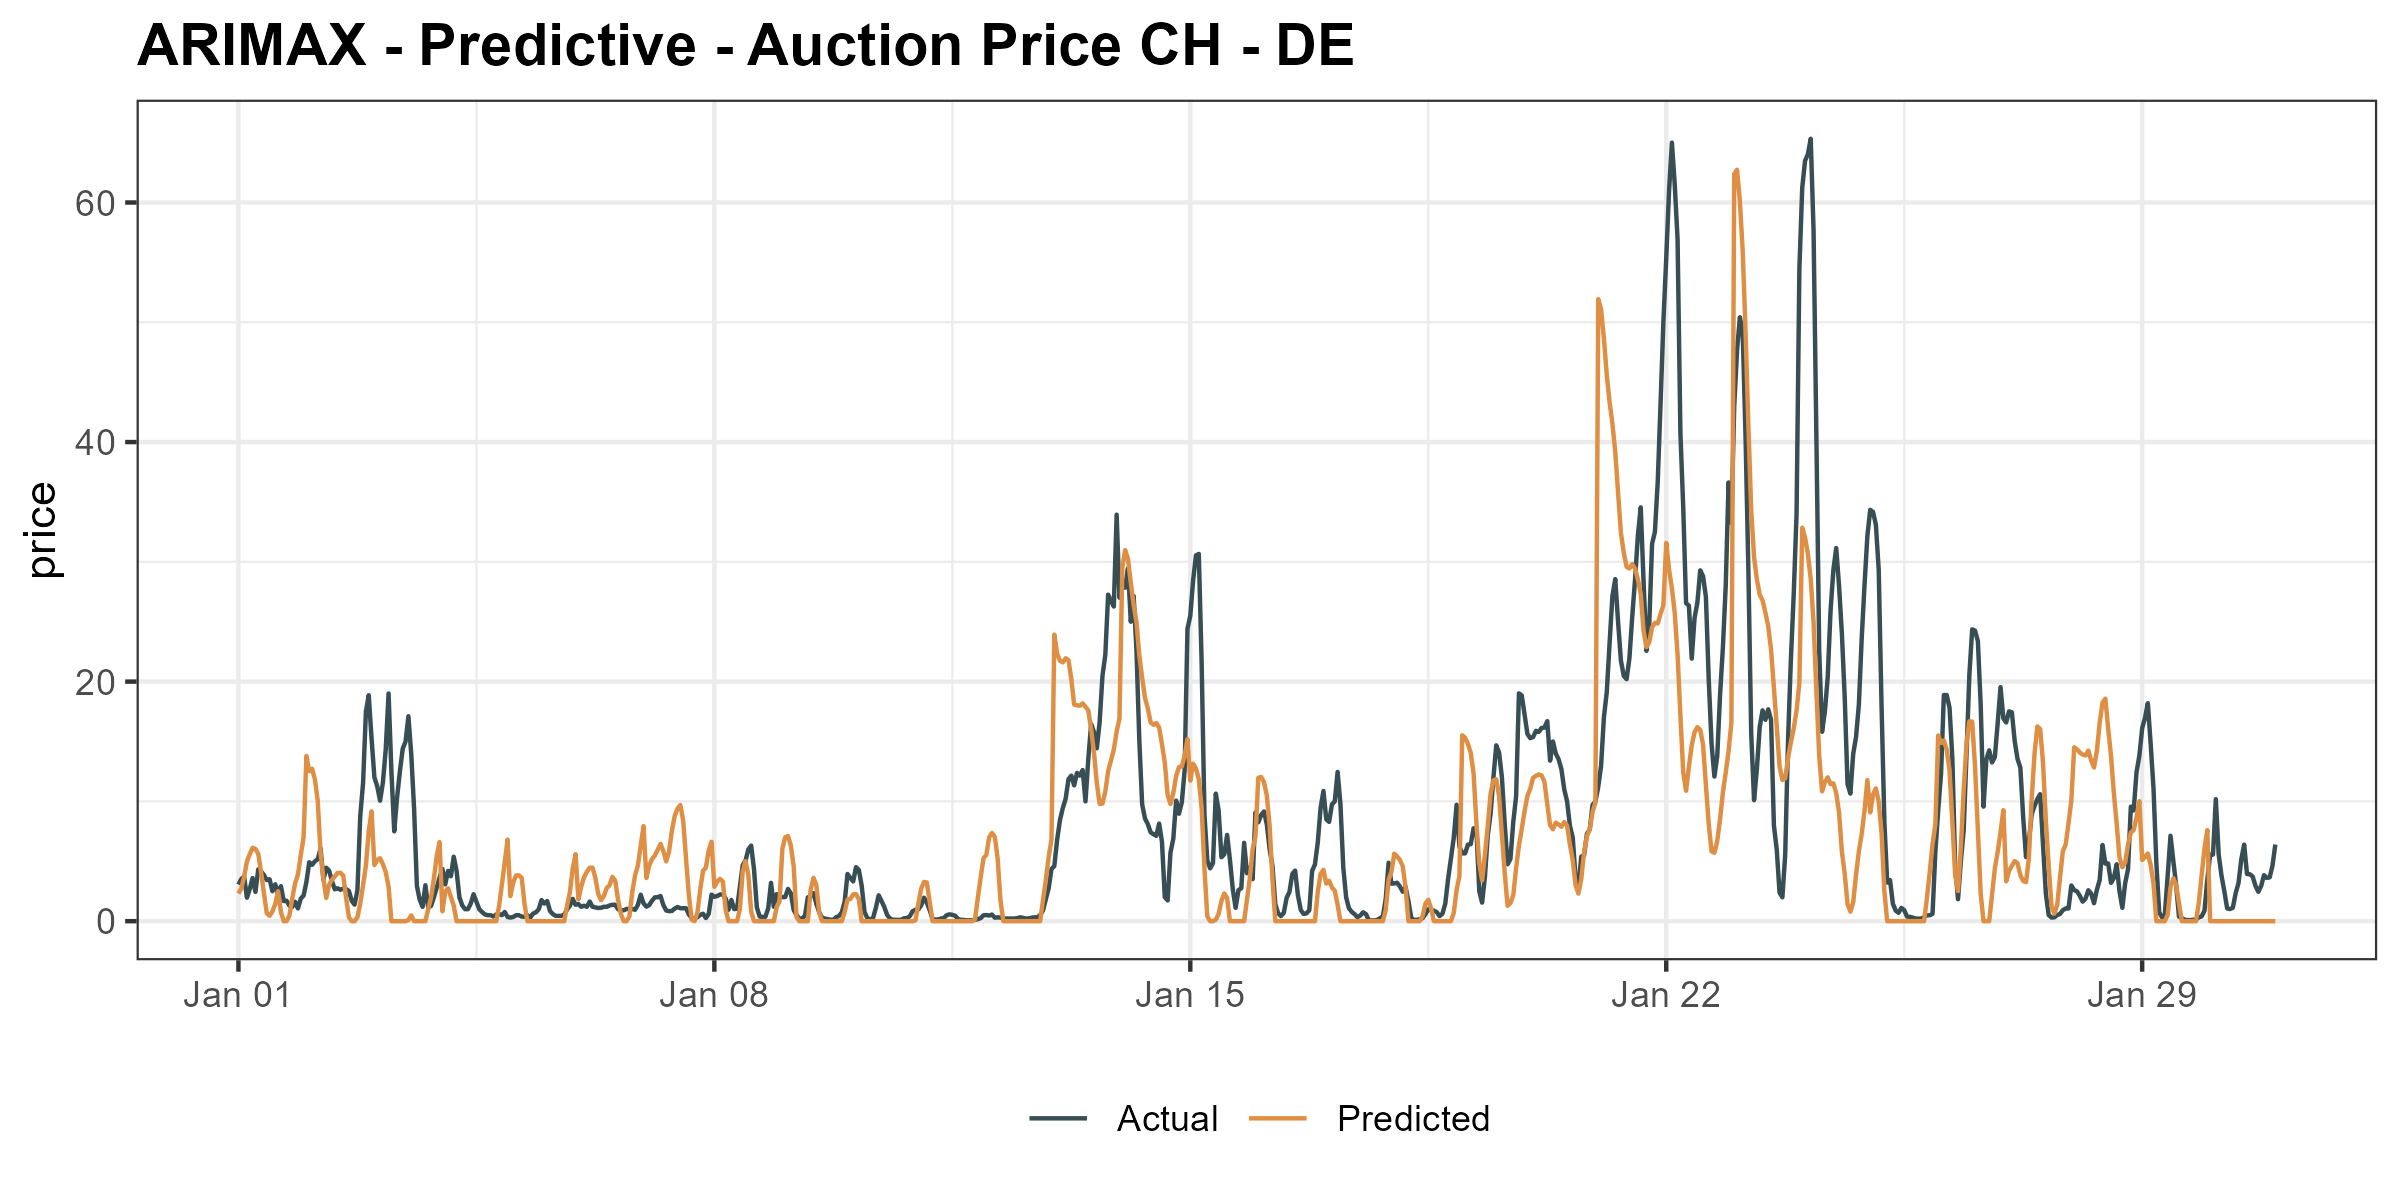 ARIMAX - Predictive - Auction Price CH - DE
price
60
40
20
0
Jan 01 Jan 08 Jan 15 Jan 22 Jan 29
Actual Predicted